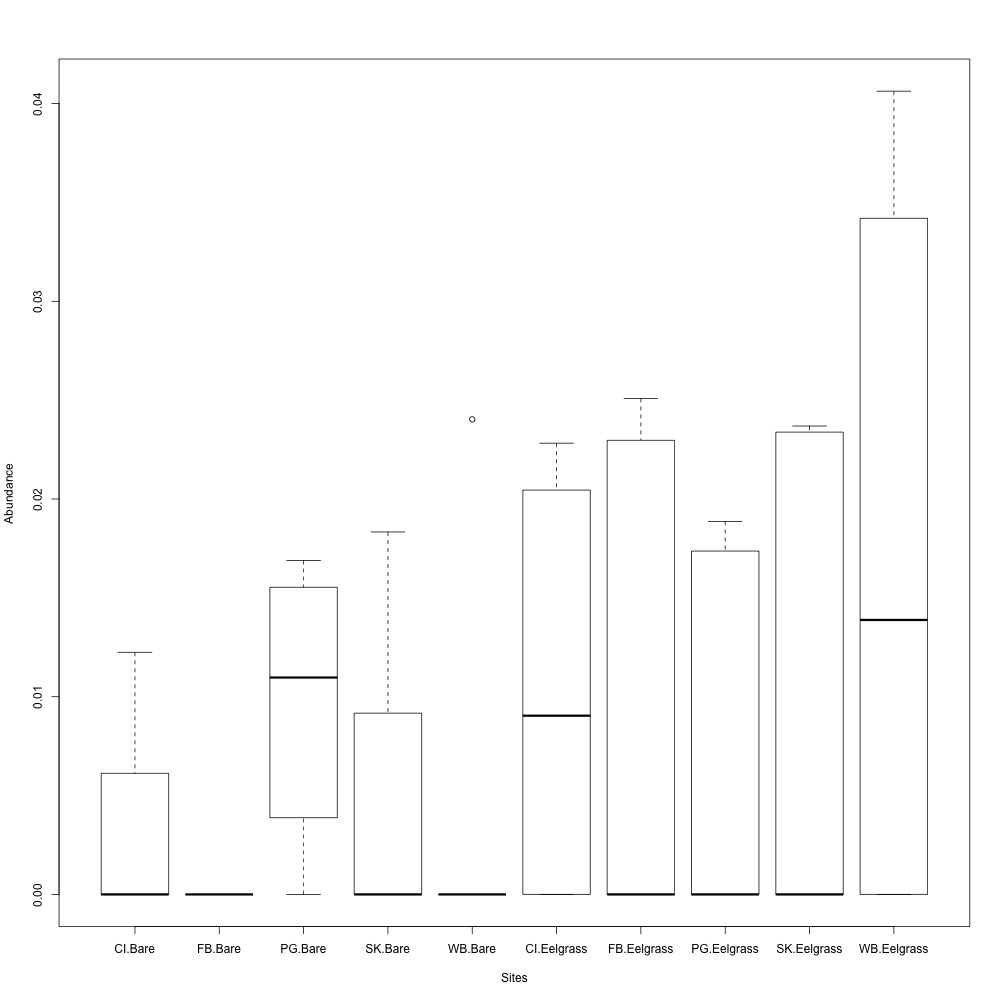 Abundance
0.04
0.03
0.02
0.01
0.00
CI.Bare FB.Bare PG.Bare SK.Bare WB.Bare CI.Eelgrass FB.Eelgrass PG.Eelgrass SK.Eelgrass WB.Eelgrass
Sites